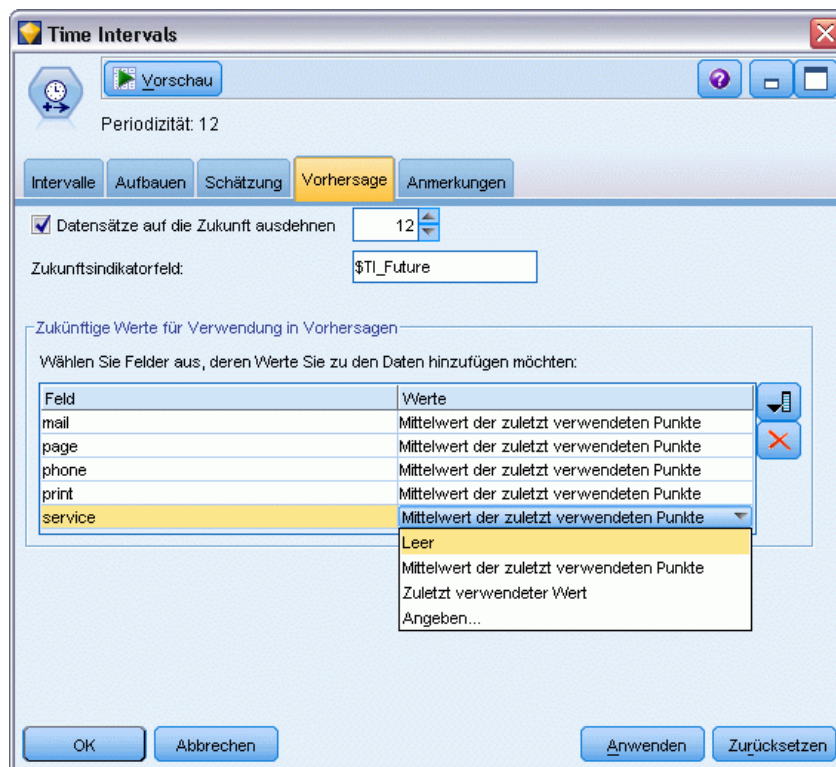 Time Intervals
Vorschau
Periodizität: 12
Intervalle Aufbauen Schätzung Vorhersage Anmerkungen
Datensätze auf die Zukunft ausdehnen 12
Zukunftsindikatorfeld: $TI_Future
Zukünftige Werte für Verwendung in Vorhersagen
Wählen Sie Felder aus, deren Werte Sie zu den Daten hinzufügen möchten:
Feld Werte
mail Mittelwert der zuletzt verwendeten Punkte
page Mittelwert der zuletzt verwendeten Punkte
phone Mittelwert der zuletzt verwendeten Punkte
print Mittelwert der zuletzt verwendeten Punkte
service Mittelwert der zuletzt verwendeten Punkte
Leer
Mittelwert der zuletzt verwendeten Punkte
Zuletzt verwendeter Wert
Angeben...
OK Abbrechen Anwenden Zurücksetzen